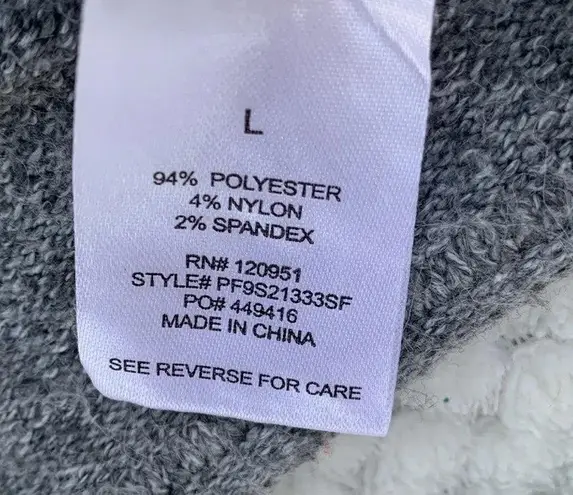 L
94% POLYESTER
4% NYLON
2% SPANDEX
RN# 120951
STYLE# PF9S21333SF
PO# 449416
MADE IN CHINA
SEE REVERSE FOR CARE